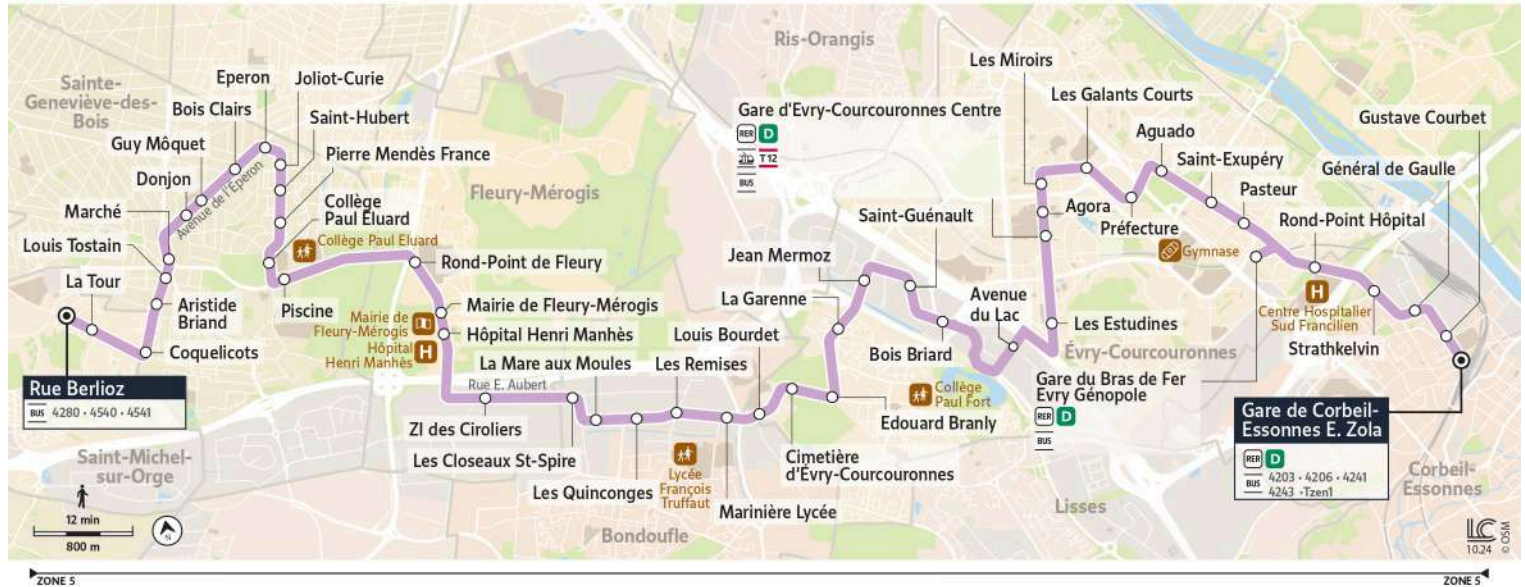 Sainte-
Geneviève-des-
Bois
Ris-Orangis
Fleury-Mérogis
Saint-Michel
sur-Orge
Bondoufle
Évry-Courcouronnes
Lisses
Corbeil-
Essonnes
Rue Berlioz
BUS 4280 • 4540 • 4541
La Tour
Coquelicots
Aristide
Briand
Louis Tostain
Marché
Donjon
Guy Môquet
Bois Clairs
Avenue de l'Eperon
Eperon
Joliot-Curie
Saint-Hubert
Pierre Mendès France
Collège
Paul Éluard
Collège Paul Eluard
Piscine
Rond-Point de Fleury
Mairie de Fleury-Mérogis
Mairie de
Fleury-Mérogis
Hôpital Henri Manhès
Hôpital
Henri Manhès
Rue E. Aubert
ZI des Ciroliers
Les Closeaux St-Spire
La Mare aux Moules
Les Quinconges
Les Remises
Lycée
François
Truffaut
Marinière Lycée
Louis Bourdet
Cimetière
d'Évry-Courcouronnes
Edouard Branly
La Garenne
Jean Mermoz
Saint-Guénault
Bois Briard
Collège
Paul Fort
Avenue
du Lac
Les Estudines
Gare d'Evry-Courcouronnes Centre
RER D
T 12
BUS
Agora
Les Miroirs
Les Galants Courts
Préfecture
Aguado
Saint-Exupéry
Pasteur
Gymnase
Gare du Bras de Fer
Evry Génopole
RER D
BUS
Rond-Point Hôpital
H
Centre Hospitalier
Sud Francilien
Strathkelvin
Général de Gaulle
Gustave Courbet
Gare de Corbeil-
Essonnes E. Zola
RER D
BUS 4203 • 4206 • 4241
4243 •Tzen1
12 min
800 m
N
LC
10.24
© OSM
ZONE 5
ZONE 5